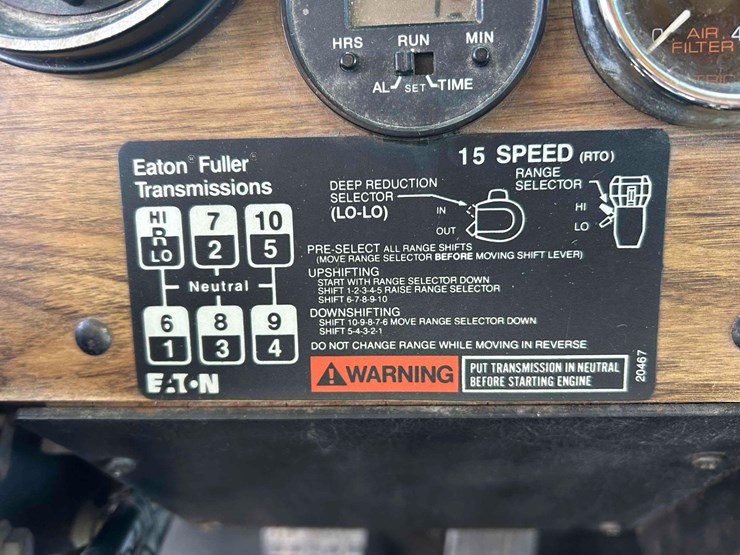 HRS RUN MIN
AL SET TIME
0 AIR 4
FILTER
Eaton® Fuller®
Transmissions
15 SPEED (RTO)
DEEP REDUCTION
SELECTOR
(LO-LO)
IN
OUT
RANGE
SELECTOR
HI
LO
HI 7 10
R 2 5
LO
Neutral
6 8 9
1 3 4
PRE-SELECT ALL RANGE SHIFTS
(MOVE RANGE SELECTOR BEFORE MOVING SHIFT LEVER)
UPSHIFTING
START WITH RANGE SELECTOR DOWN
SHIFT 1-2-3-4-5 RAISE RANGE SELECTOR
SHIFT 6-7-8-9-10
DOWNSHIFTING
SHIFT 10-9-8-7-6 MOVE RANGE SELECTOR DOWN
SHIFT 5-4-3-2-1
DO NOT CHANGE RANGE WHILE MOVING IN REVERSE
EATON
WARNING
PUT TRANSMISSION IN NEUTRAL
BEFORE STARTING ENGINE
20467